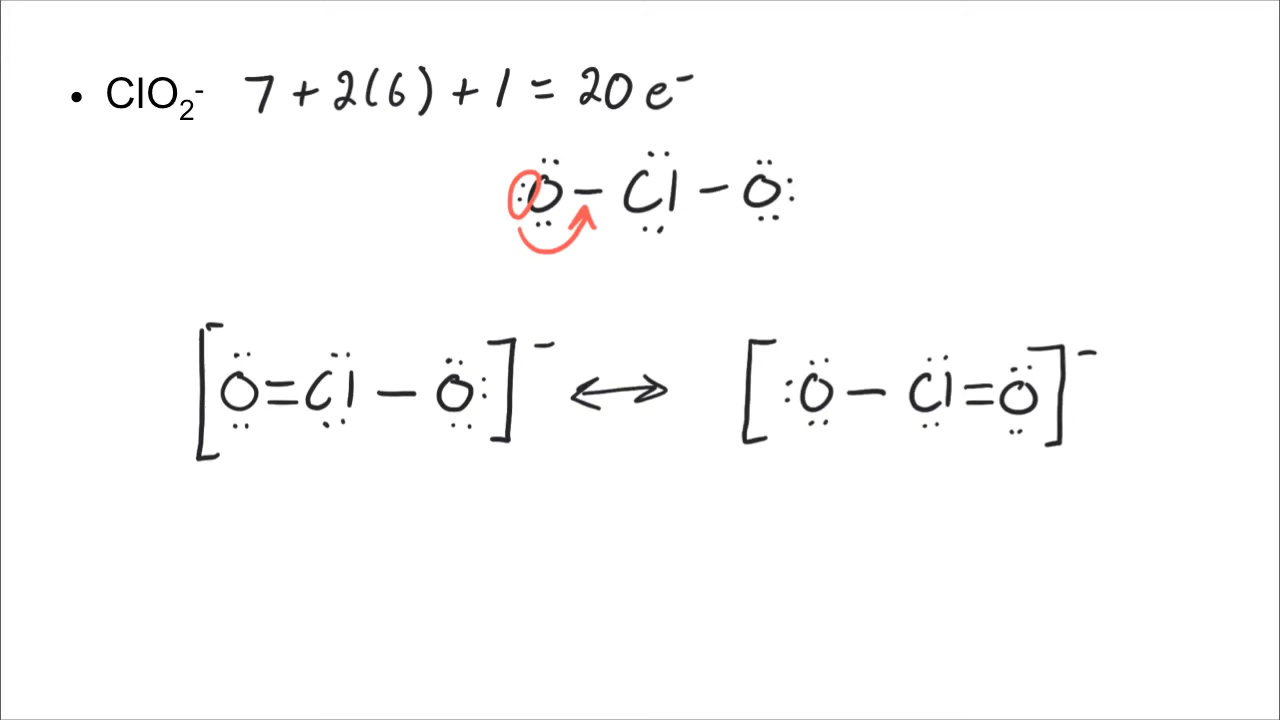 • ClO₂⁻ 7 + 2(6) + 1 = 20 e⁻
:O - Cl - O:
[O=Cl - O:]⁻ ↔ [:O - Cl=O]⁻